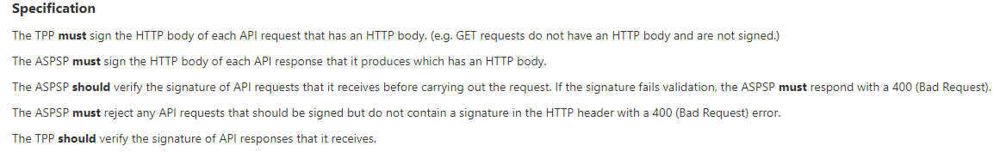 Specification
The TPP must sign the HTTP body of each API request that has an HTTP body. (e.g. GET requests do not have an HTTP body and are not signed.)
The ASPSP must sign the HTTP body of each API response that it produces which has an HTTP body.
The ASPSP should verify the signature of API requests that it receives before carrying out the request. If the signature fails validation, the ASPSP must respond with a 400 (Bad Request).
The ASPSP must reject any API requests that should be signed but do not contain a signature in the HTTP header with a 400 (Bad Request) error.
The TPP should verify the signature of API responses that it receives.